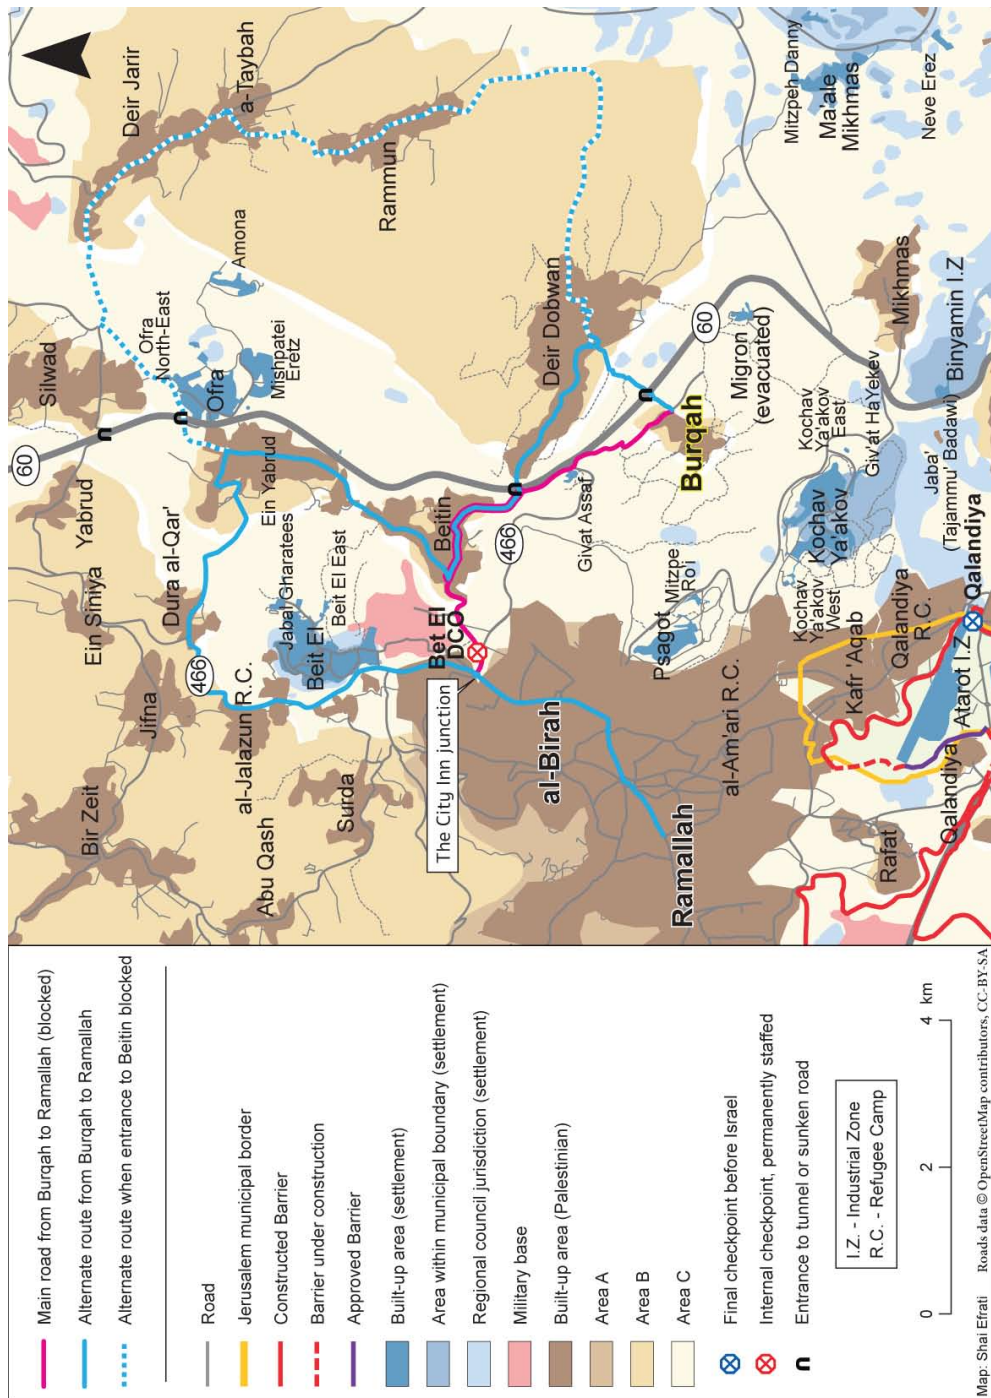 Main road from Burqah to Ramallah (blocked)
Alternate route from Burqah to Ramallah
Alternate route when entrance to Beitin blocked
Road
Jerusalem municipal border
Constructed Barrier
Barrier under construction
Approved Barrier
Built-up area (settlement)
Area within municipal boundary (settlement)
Regional council jurisdiction (settlement)
Military base
Built-up area (Palestinian)
Area A
Area B
Area C
Final checkpoint before Israel
Internal checkpoint, permanently staffed
Entrance to tunnel or sunken road
I.Z. - Industrial Zone
R.C. - Refugee Camp
0 2 4 km
Map: Shai Efrati Roads data © OpenStreetMap contributors, CC-BY-SA
Bir Zeit
Jifna
Ein Siniya
Yabrud
60
Silwad
Deir Jarir
a-Taybah
Abu Qash
al-Jalazun R.C.
466
Dura al-Qar'
Ofra
North-East
Ofra
Amona
Surda
Jabal Gharatees
Beit El
Beit El East
Ein Yabrud
Mishpatei
Eretz
Rammun
The City Inn junction
Bet El
DCO
Beitin
466
Deir Dobwan
al-Birah
Givat Assaf
Ramallah
Psagot
Mitzpe
Ro'i
Burqah
60
Migron
(evacuated)
al-Am'ari R.C.
Kochav
Ya'akov
West
Kochav
Ya'akov
Kochav
Ya'akov
East
Mitzpeh Danny
Ma'ale
Mikhmas
Rafat
Kafr 'Aqab
Qalandiya
R.C.
Giv'at HaYekev
Mikhmas
Neve Erez
Qalandiya
Atarot I.Z
Qalandiya
Jaba'
(Tajammu' Badawi)
Binyamin I.Z